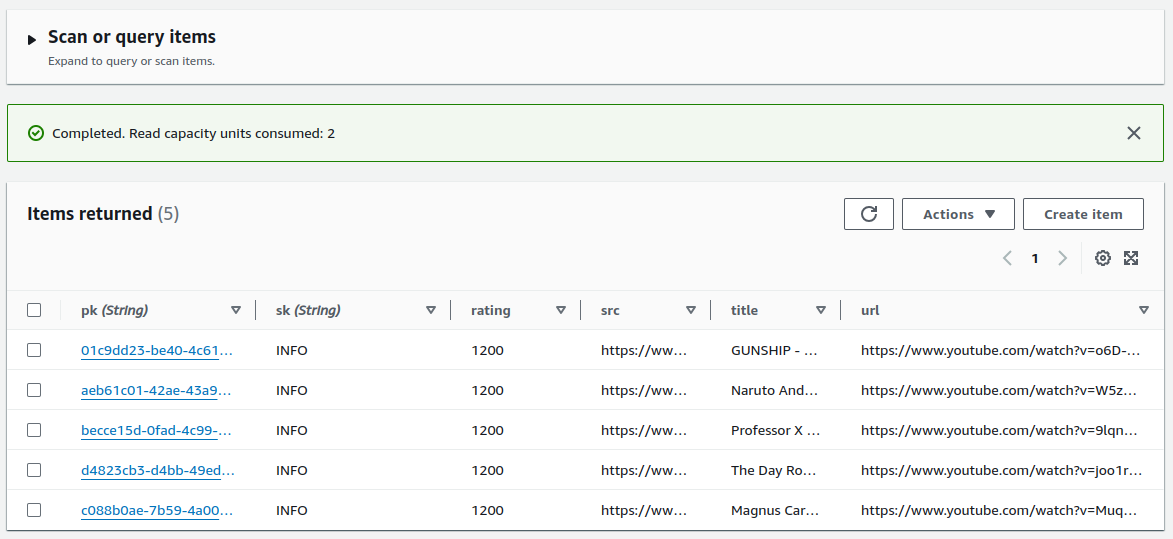 Scan or query items
Expand to query or scan items.
Completed. Read capacity units consumed: 2
Items returned (5)
Actions
Create item
1
pk (String) sk (String) rating src title url
01c9dd23-be40-4c61… INFO 1200 https://ww… GUNSHIP - … https://www.youtube.com/watch?v=o6D-…
aeb61c01-42ae-43a9… INFO 1200 https://ww… Naruto And… https://www.youtube.com/watch?v=W5z…
becce15d-0fad-4c99-… INFO 1200 https://ww… Professor X … https://www.youtube.com/watch?v=9lqn…
d4823cb3-d4bb-49ed… INFO 1200 https://ww… The Day Ro… https://www.youtube.com/watch?v=joo1r…
c088b0ae-7b59-4a00… INFO 1200 https://ww… Magnus Car… https://www.youtube.com/watch?v=Muq…